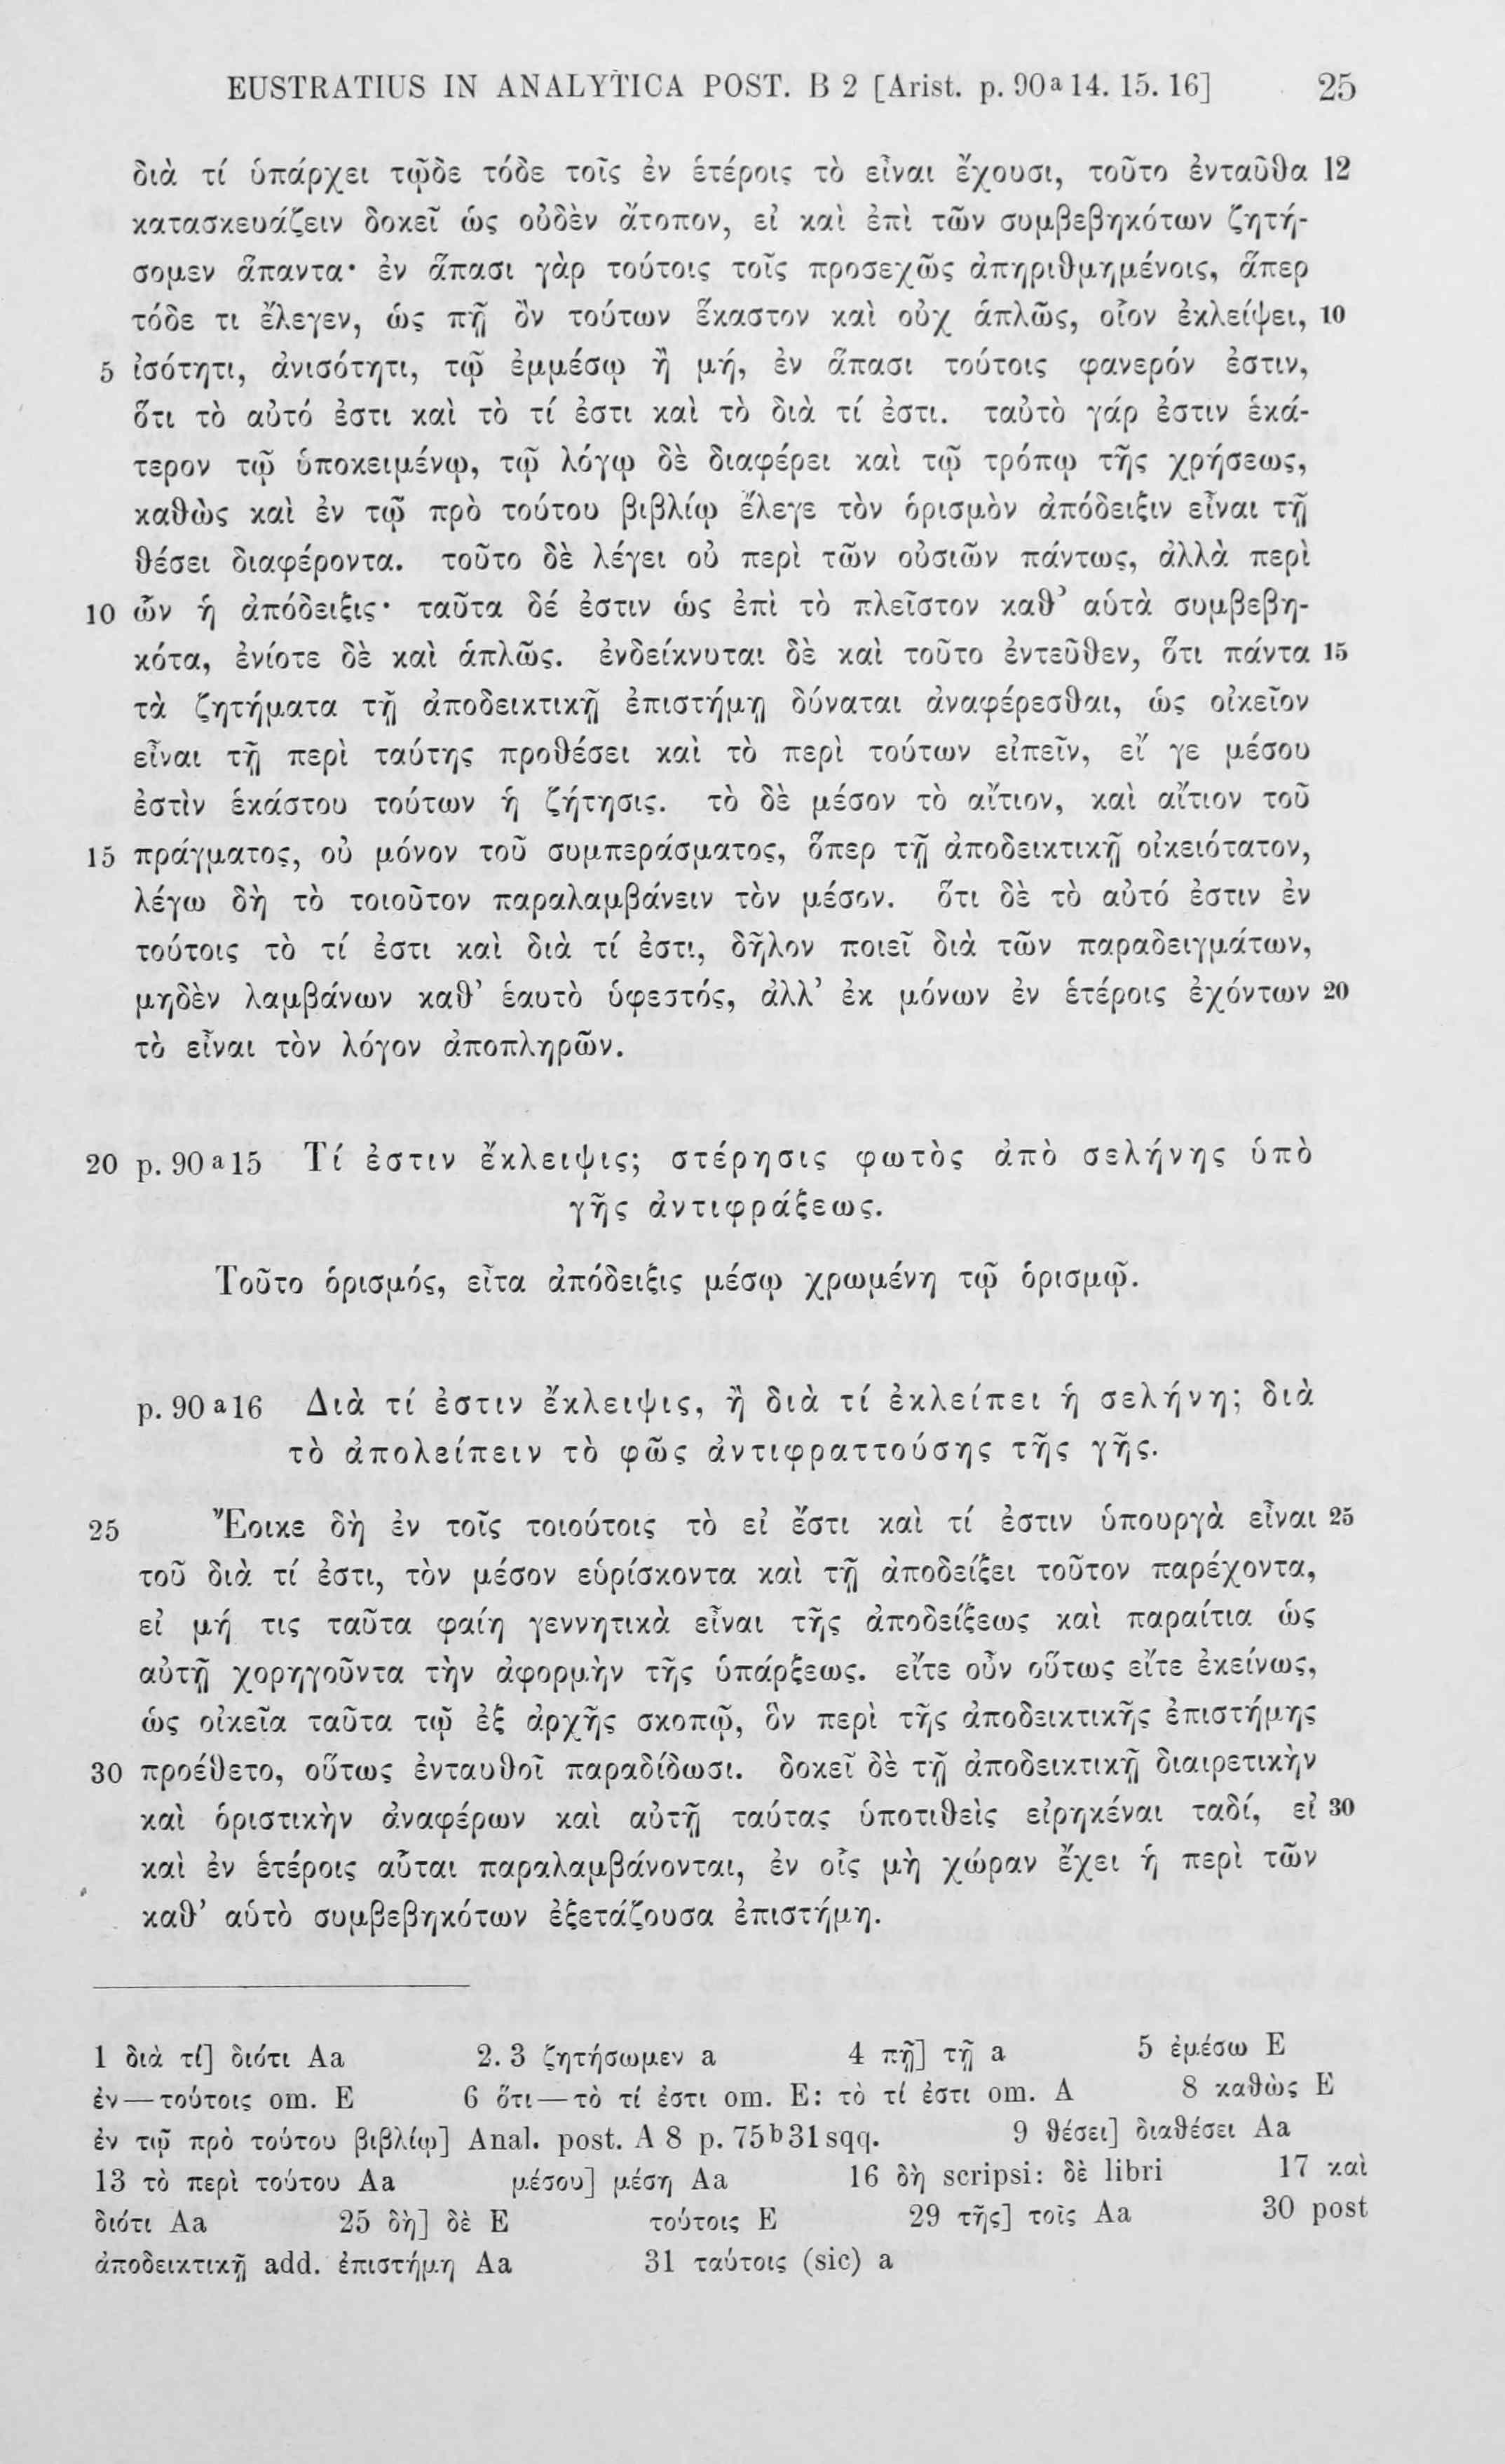 EUSTRATIUS IN ANALYTICA POST. B 2 [Arist. p. 90a14. 15. 16] 25
διὰ τί ὑπάρχει τῷδε τόδε τοῖς ἐν ἑτέροις τὸ εἶναι ἔχουσι, τοῦτο ἐνταῦθα 12
κατασκευάζειν δοκεῖ ὡς οὐδὲν ἄτοπον, εἰ καὶ ἐπὶ τῶν συμβεβηκότων ζητή-
σομεν ἅπαντα· ἐν ἅπασι γὰρ τούτοις τοῖς προσεχῶς ἀπηριθμημένοις, ἅπερ
τόδε τι ἔλεγεν, ὡς πῇ ὂν τούτων ἕκαστον καὶ οὐχ ἁπλῶς, οἷον ἐκλείψει, 10
5 ἰσότητι, ἀνισότητι, τῷ ἐμμέσῳ ἢ μή, ἐν ἅπασι τούτοις φανερόν ἐστιν,
ὅτι τὸ αὐτό ἐστι καὶ τὸ τί ἐστι καὶ τὸ διὰ τί ἐστι. ταὐτὸ γάρ ἐστιν ἑκά-
τερον τῷ ὑποκειμένῳ, τῷ λόγῳ δὲ διαφέρει καὶ τῷ τρόπῳ τῆς χρήσεως,
καθὼς καὶ ἐν τῷ πρὸ τούτου βιβλίῳ ἔλεγε τὸν ὁρισμὸν ἀπόδειξιν εἶναι τῇ
θέσει διαφέροντα. τοῦτο δὲ λέγει οὐ περὶ τῶν οὐσιῶν πάντως, ἀλλὰ περὶ
10 ὧν ἡ ἀπόδειξις· ταῦτα δέ ἐστιν ὡς ἐπὶ τὸ πλεῖστον καθ’ αὑτὰ συμβεβη-
κότα, ἐνίοτε δὲ καὶ ἁπλῶς. ἐνδείκνυται δὲ καὶ τοῦτο ἐντεῦθεν, ὅτι πάντα 15
τὰ ζητήματα τῇ ἀποδεικτικῇ ἐπιστήμῃ δύναται ἀναφέρεσθαι, ὡς οἰκεῖον
εἶναι τῇ περὶ ταύτης προθέσει καὶ τὸ περὶ τούτων εἰπεῖν, εἴ γε μέσου
ἐστὶν ἑκάστου τούτων ἡ ζήτησις. τὸ δὲ μέσον τὸ αἴτιον, καὶ αἴτιον τοῦ
15 πράγματος, οὐ μόνον τοῦ συμπεράσματος, ὅπερ τῇ ἀποδεικτικῇ οἰκειότατον,
λέγω δὴ τὸ τοιοῦτον παραλαμβάνειν τὸν μέσον. ὅτι δὲ τὸ αὐτό ἐστιν ἐν
τούτοις τὸ τί ἐστι καὶ διὰ τί ἐστι, δῆλον ποιεῖ διὰ τῶν παραδειγμάτων,
μηδὲν λαμβάνων καθ’ ἑαυτὸ ὑφεστός, ἀλλ’ ἐκ μόνων ἐν ἑτέροις ἐχόντων 20
τὸ εἶναι τὸν λόγον ἀποπληρῶν.
20 p. 90a15 Τί ἐστιν ἔκλειψις; στέρησις φωτὸς ἀπὸ σελήνης ὑπὸ
γῆς ἀντιφράξεως.
Τοῦτο ὁρισμός, εἶτα ἀπόδειξις μέσῳ χρωμένη τῷ ὁρισμῷ.
p. 90a16 Διὰ τί ἐστιν ἔκλειψις, ἢ διὰ τί ἐκλείπει ἡ σελήνη; διὰ
τὸ ἀπολείπειν τὸ φῶς ἀντιφραττούσης τῆς γῆς.
25 Ἔοικε δὴ ἐν τοῖς τοιούτοις τὸ εἰ ἔστι καὶ τί ἐστιν ὑπουργὰ εἶναι 25
τοῦ διὰ τί ἐστι, τὸν μέσον εὑρίσκοντα καὶ τῇ ἀποδείξει τοῦτον παρέχοντα,
εἰ μή τις ταῦτα φαίη γεννητικὰ εἶναι τῆς ἀποδείξεως καὶ παραίτια ὡς
αὐτῇ χορηγοῦντα τὴν ἀφορμὴν τῆς ὑπάρξεως. εἴτε οὖν οὕτως εἴτε ἐκείνως,
ὡς οἰκεῖα ταῦτα τῷ ἐξ ἀρχῆς σκοπῷ, ὃν περὶ τῆς ἀποδεικτικῆς ἐπιστήμης
30 προέθετο, οὕτως ἐνταυθοῖ παραδίδωσι. δοκεῖ δὲ τῇ ἀποδεικτικῇ διαιρετικὴν
καὶ ὁριστικὴν ἀναφέρων καὶ αὐτῇ ταύτας ὑποτιθεὶς εἰρηκέναι ταδί, εἰ 30
καὶ ἐν ἑτέροις αὗται παραλαμβάνονται, ἐν οἷς μὴ χώραν ἔχει ἡ περὶ τῶν
καθ’ αὑτὸ συμβεβηκότων ἐξετάζουσα ἐπιστήμη.
1 διὰ τί] διότι Aa 2. 3 ζητήσωμεν a 4 πῇ] τῇ a 5 ἐμέσω E
ἐν—τούτοις om. E 6 ὅτι—τὸ τί ἐστι om. E: τὸ τί ἐστι om. A 8 καθὼς E
ἐν τῷ πρὸ τούτου βιβλίῳ] Anal. post. A 8 p. 75b31 sqq. 9 θέσει] διαθέσει Aa
13 τὸ περὶ τούτου Aa μέσου] μέση Aa 16 δὴ scripsi: δὲ libri 17 καὶ
διότι Aa 25 δὴ] δὲ E τούτοις E 29 τῆς] τοῖς Aa 30 post
ἀποδεικτικῇ add. ἐπιστήμῃ Aa 31 ταύτοις (sic) a